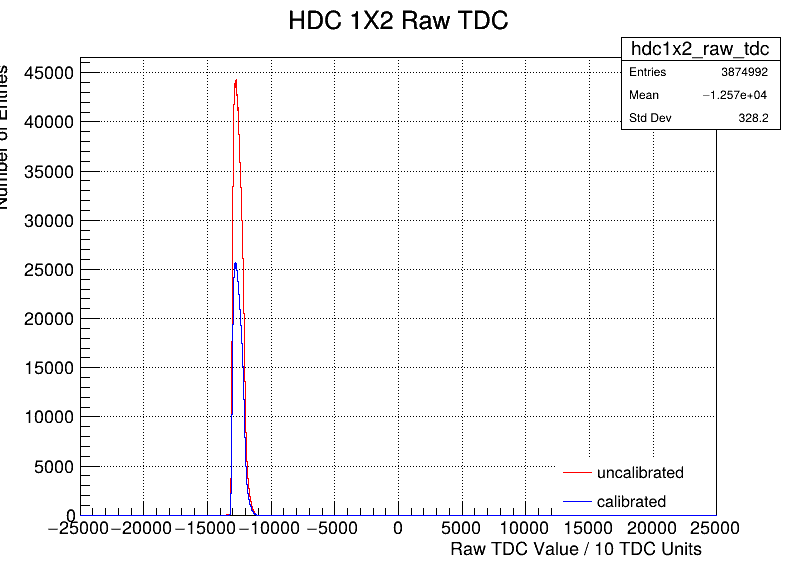 HDC 1X2 Raw TDC
hdc1x2_raw_tdc
Entries 3874992
Mean −1.257e+04
Std Dev 328.2
Number of Entries
45000
40000
35000
30000
25000
20000
15000
10000
5000
0
−25000 −20000 −15000 −10000 −5000 0 5000 10000 15000 20000 25000
uncalibrated
calibrated
Raw TDC Value / 10 TDC Units